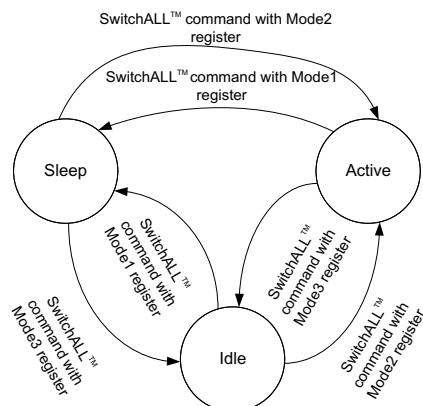 SwitchALL™ command with Mode2
register
SwitchALL™ command with Mode1
register
Sleep
Active
SwitchALL™
command with
Mode1 register
SwitchALL™
command with
Mode3 register
SwitchALL™
command with
Mode3 register
Idle
SwitchALL™
command with
Mode2 register